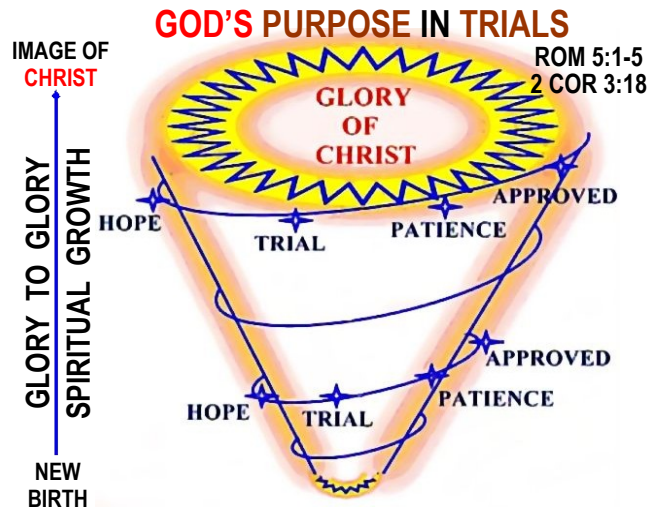 GOD'S PURPOSE IN TRIALS
IMAGE OF
CHRIST
ROM 5:1-5
2 COR 3:18
GLORY
OF
CHRIST
GLORY TO GLORY
SPIRITUAL GROWTH
HOPE
TRIAL
PATIENCE
APPROVED
HOPE
TRIAL
PATIENCE
APPROVED
NEW
BIRTH